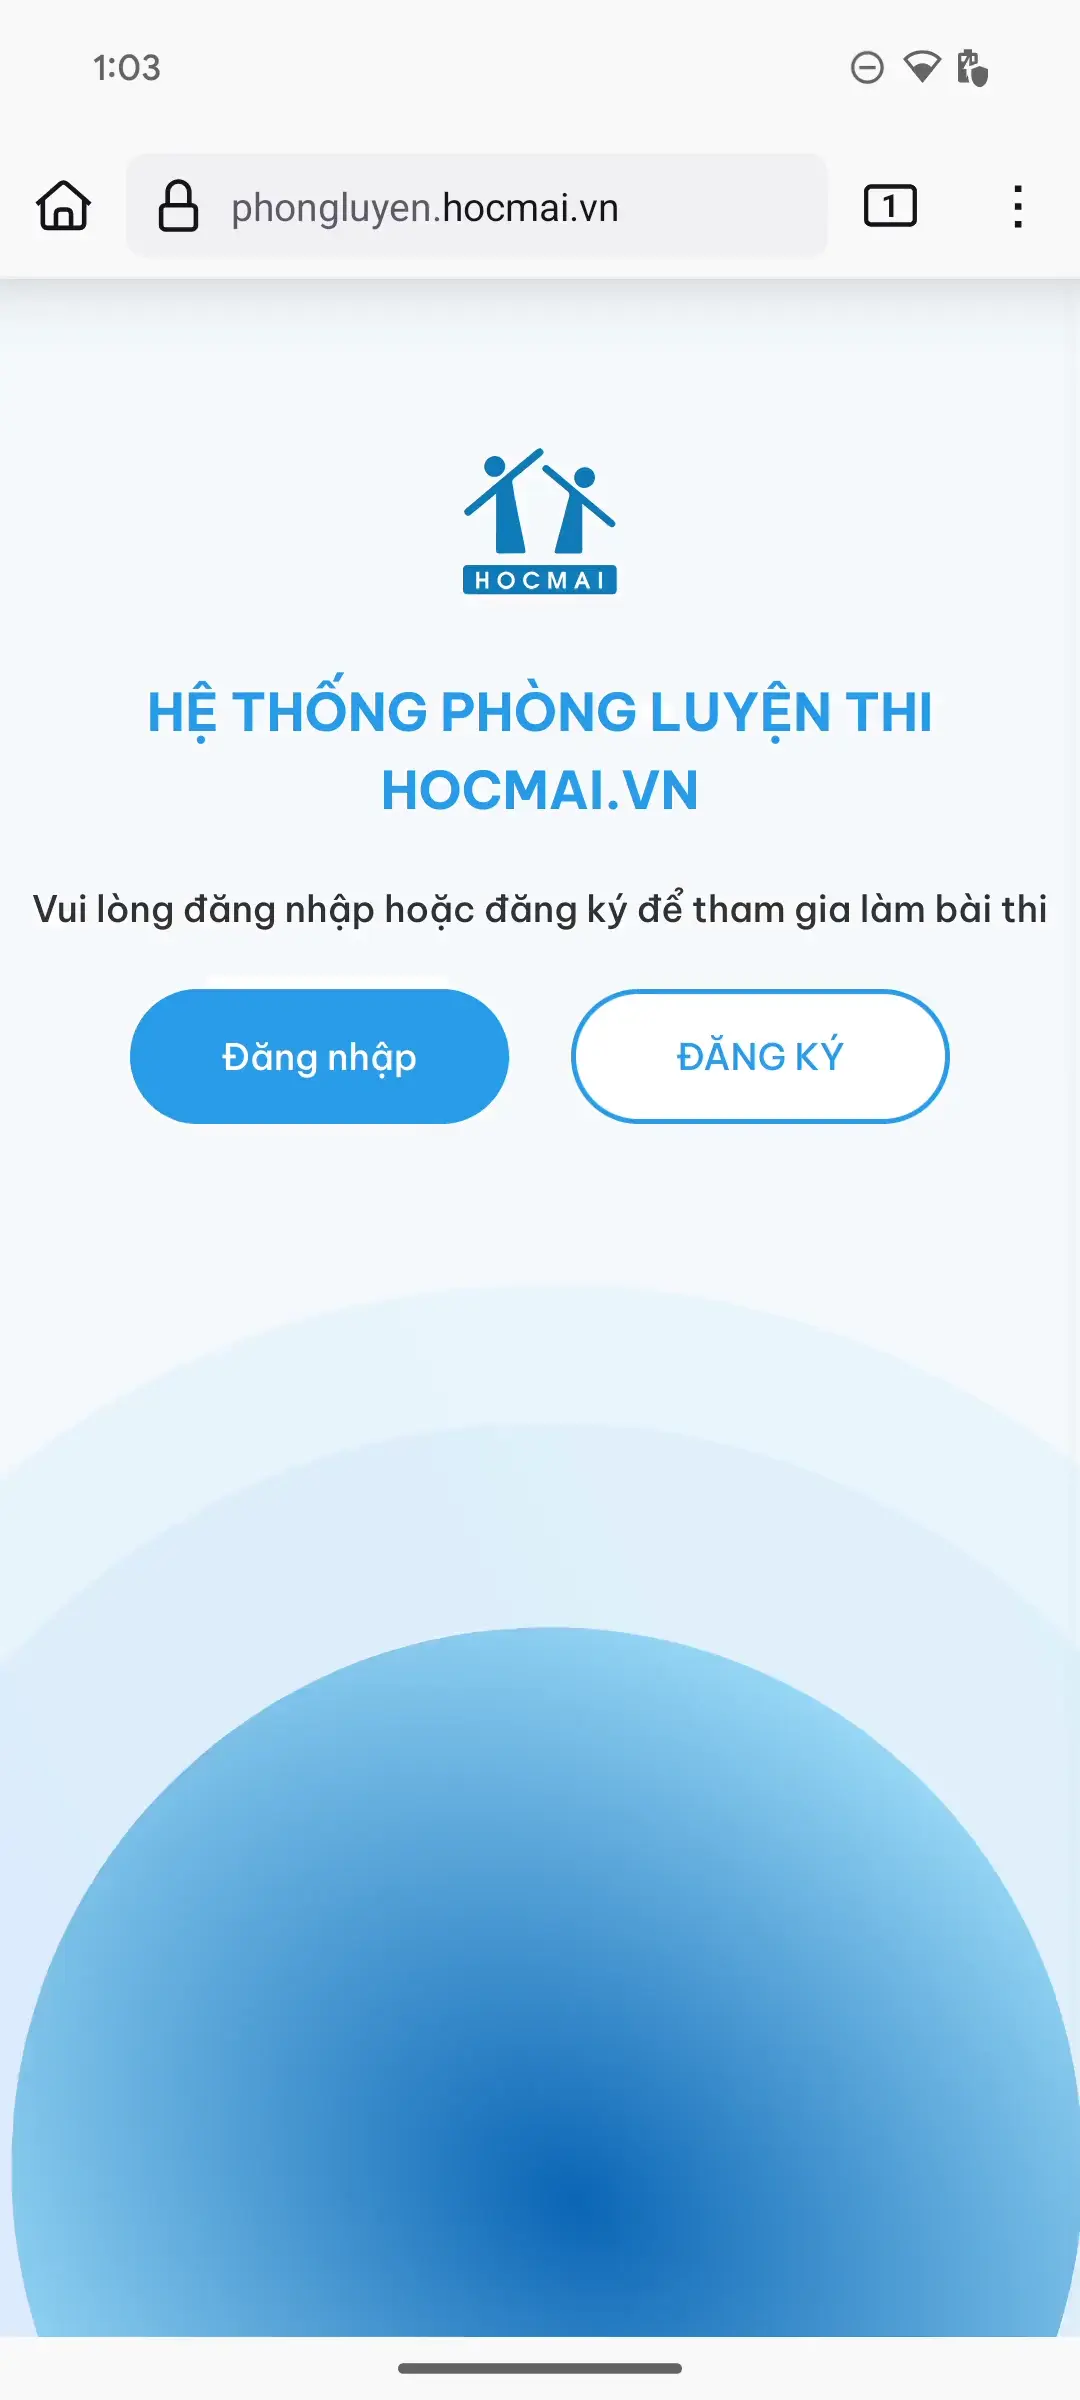 1:03
phongluyen.hocmai.vn
1
HOCMAI
HỆ THỐNG PHÒNG LUYỆN THI
HOCMAI.VN
Vui lòng đăng nhập hoặc đăng ký để tham gia làm bài thi
Đăng nhập
ĐĂNG KÝ